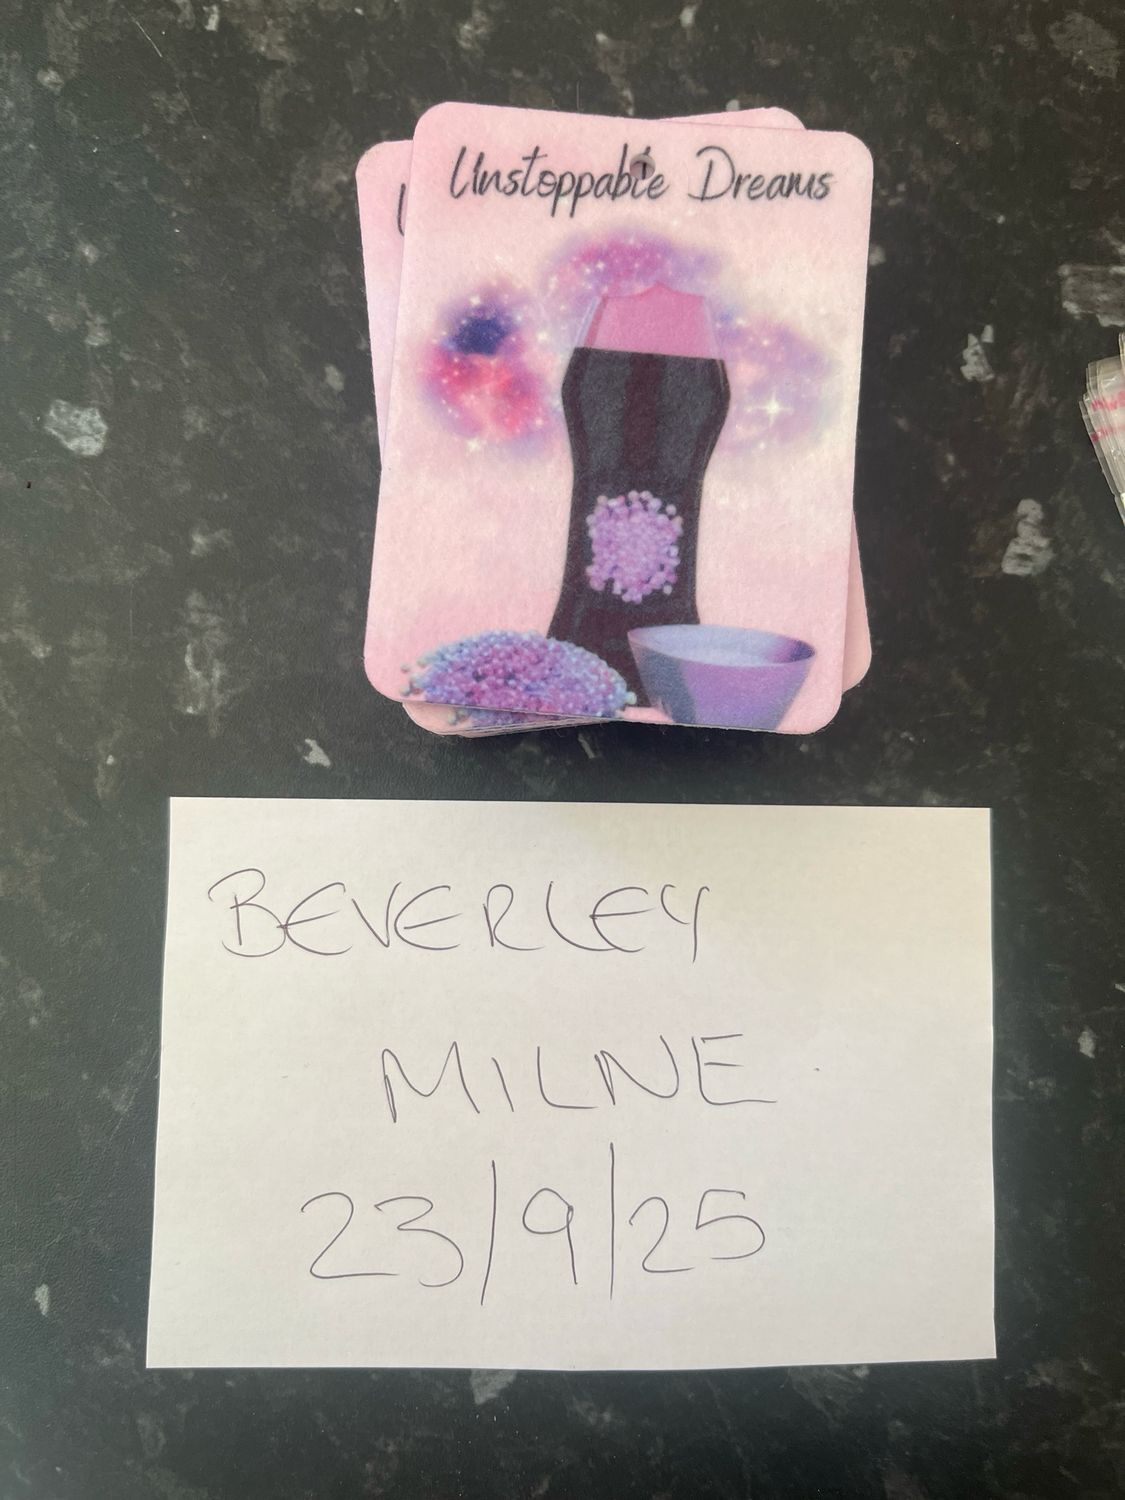 Unstoppable Dreams
BEVERLEY
MILNE
23/9/25